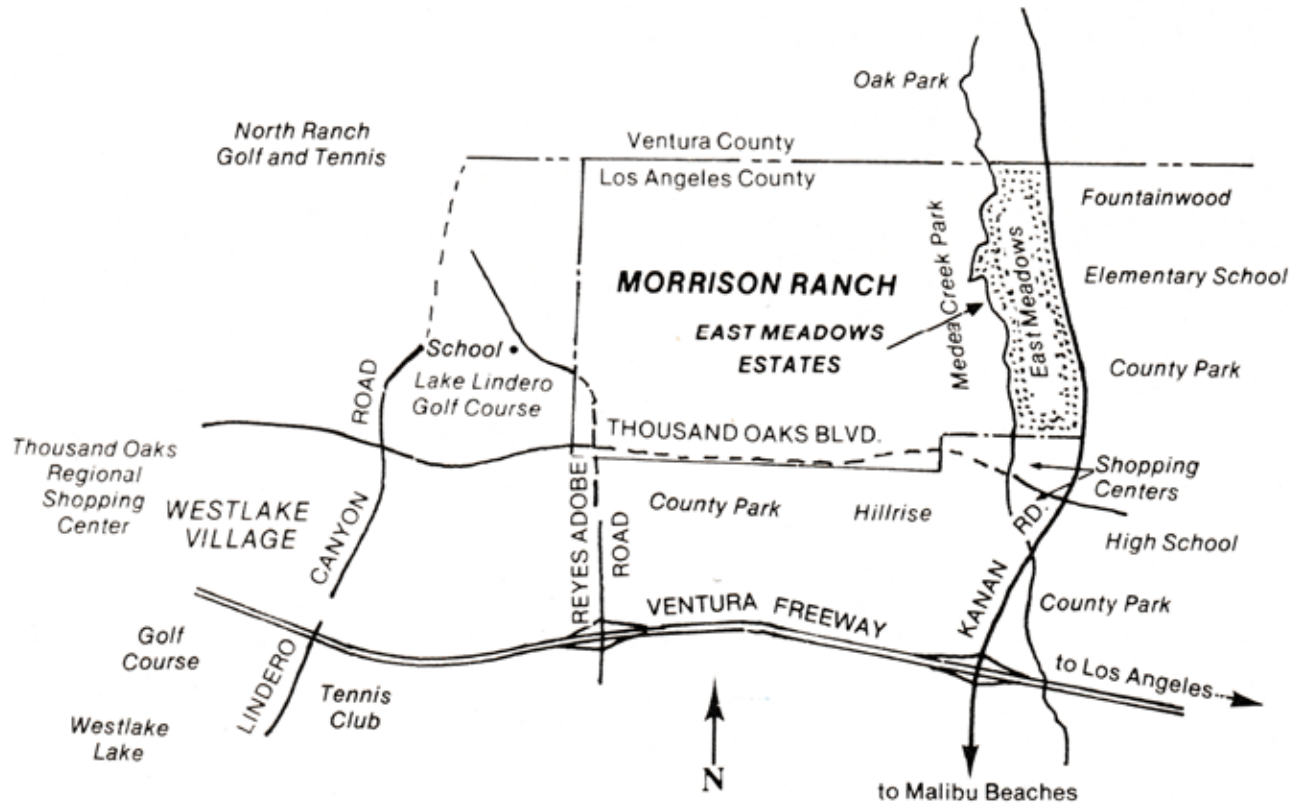 Oak Park
North Ranch
Golf and Tennis
Ventura County
Los Angeles County
Fountainwood
Medea Creek Park
East Meadows
MORRISON RANCH
Elementary School
EAST MEADOWS
ESTATES
School
Lake Lindero
Golf Course
County Park
THOUSAND OAKS BLVD.
Thousand Oaks
Regional
Shopping
Center
WESTLAKE
VILLAGE
LINDERO CANYON ROAD
REYES ADOBE
ROAD
County Park
Hillrise
Shopping
Centers
KANAN RD.
High School
County Park
VENTURA FREEWAY
Golf
Course
Tennis
Club
Westlake
Lake
to Los Angeles
N
to Malibu Beaches